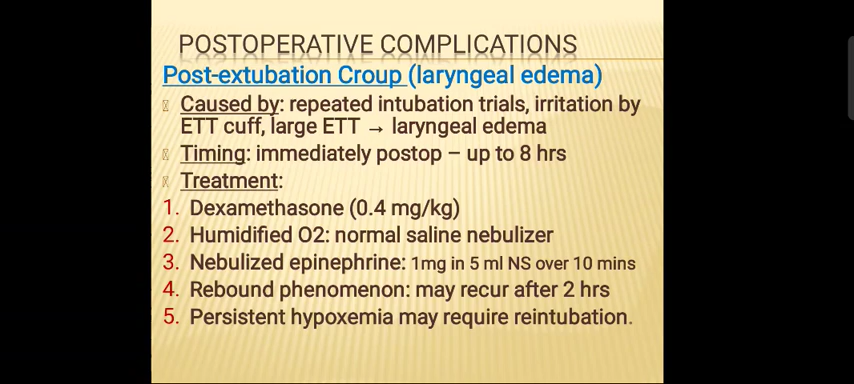 POSTOPERATIVE COMPLICATIONS
Post-extubation Croup (laryngeal edema)
Caused by: repeated intubation trials, irritation by
ETT cuff, large ETT → laryngeal edema
Timing: immediately postop – up to 8 hrs
Treatment:
1. Dexamethasone (0.4 mg/kg)
2. Humidified O2: normal saline nebulizer
3. Nebulized epinephrine: 1mg in 5 ml NS over 10 mins
4. Rebound phenomenon: may recur after 2 hrs
5. Persistent hypoxemia may require reintubation.